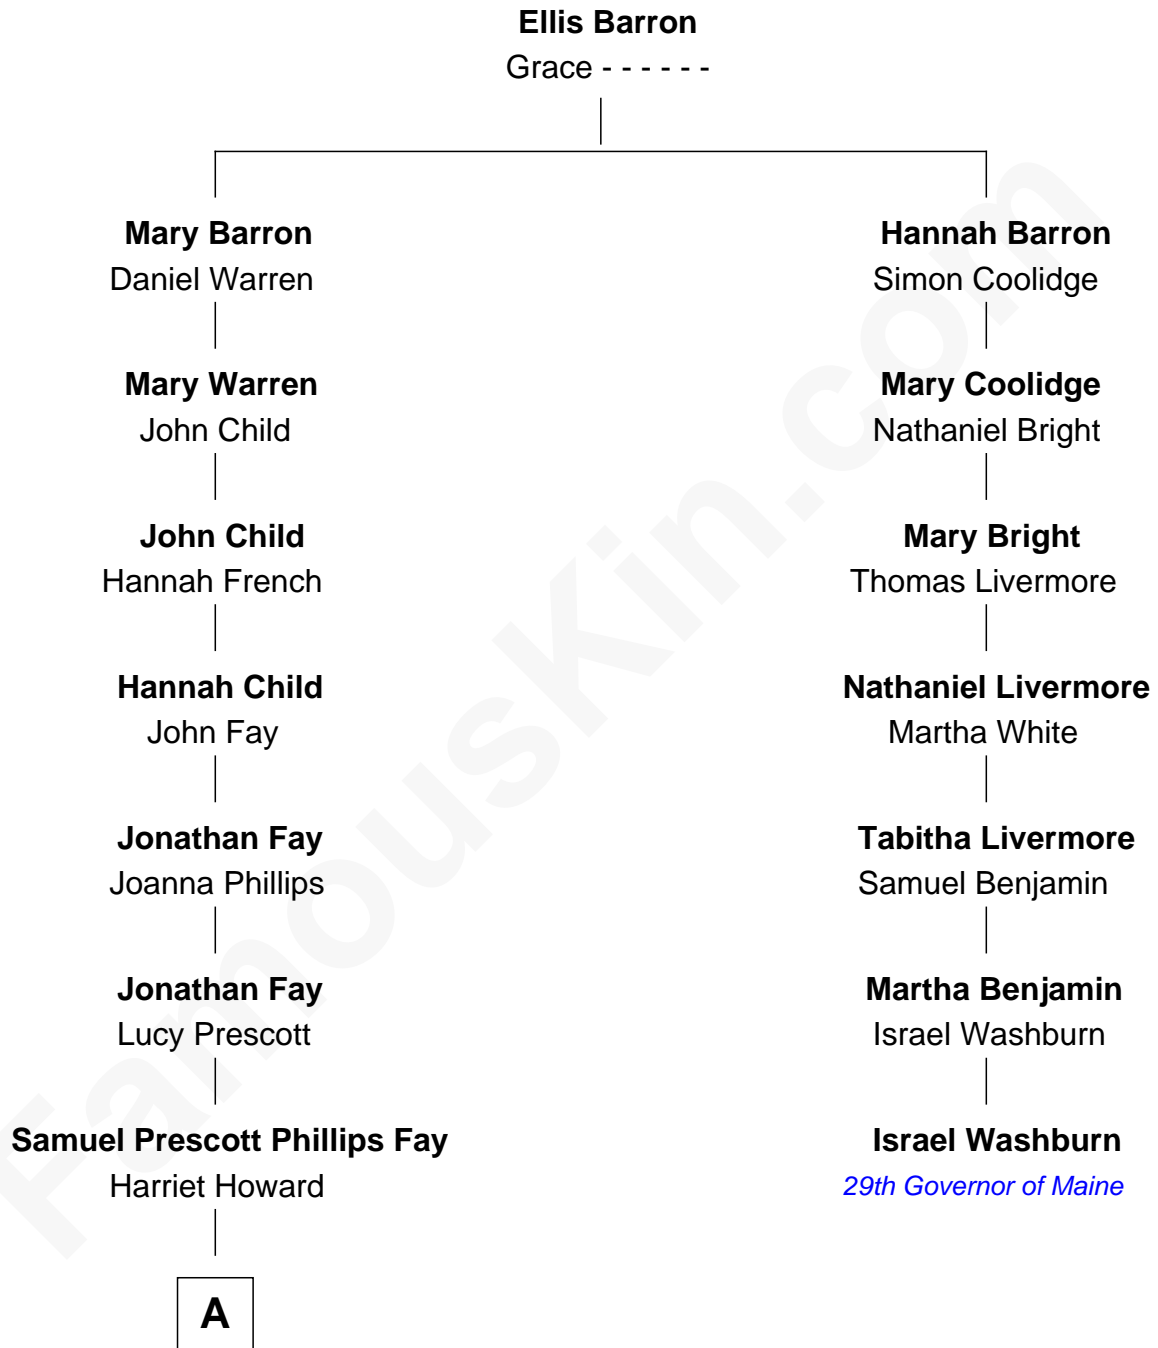 Ellis Barron
Grace - - - - - -
Mary Barron
Daniel Warren
Hannah Barron
Simon Coolidge
Mary Warren
John Child
Mary Coolidge
Nathaniel Bright
John Child
Hannah French
Mary Bright
Thomas Livermore
Hannah Child
John Fay
Nathaniel Livermore
Martha White
Jonathan Fay
Joanna Phillips
Tabitha Livermore
Samuel Benjamin
Jonathan Fay
Lucy Prescott
Martha Benjamin
Israel Washburn
Samuel Prescott Phillips Fay
Harriet Howard
Israel Washburn
29th Governor of Maine
A
FamousKin.com